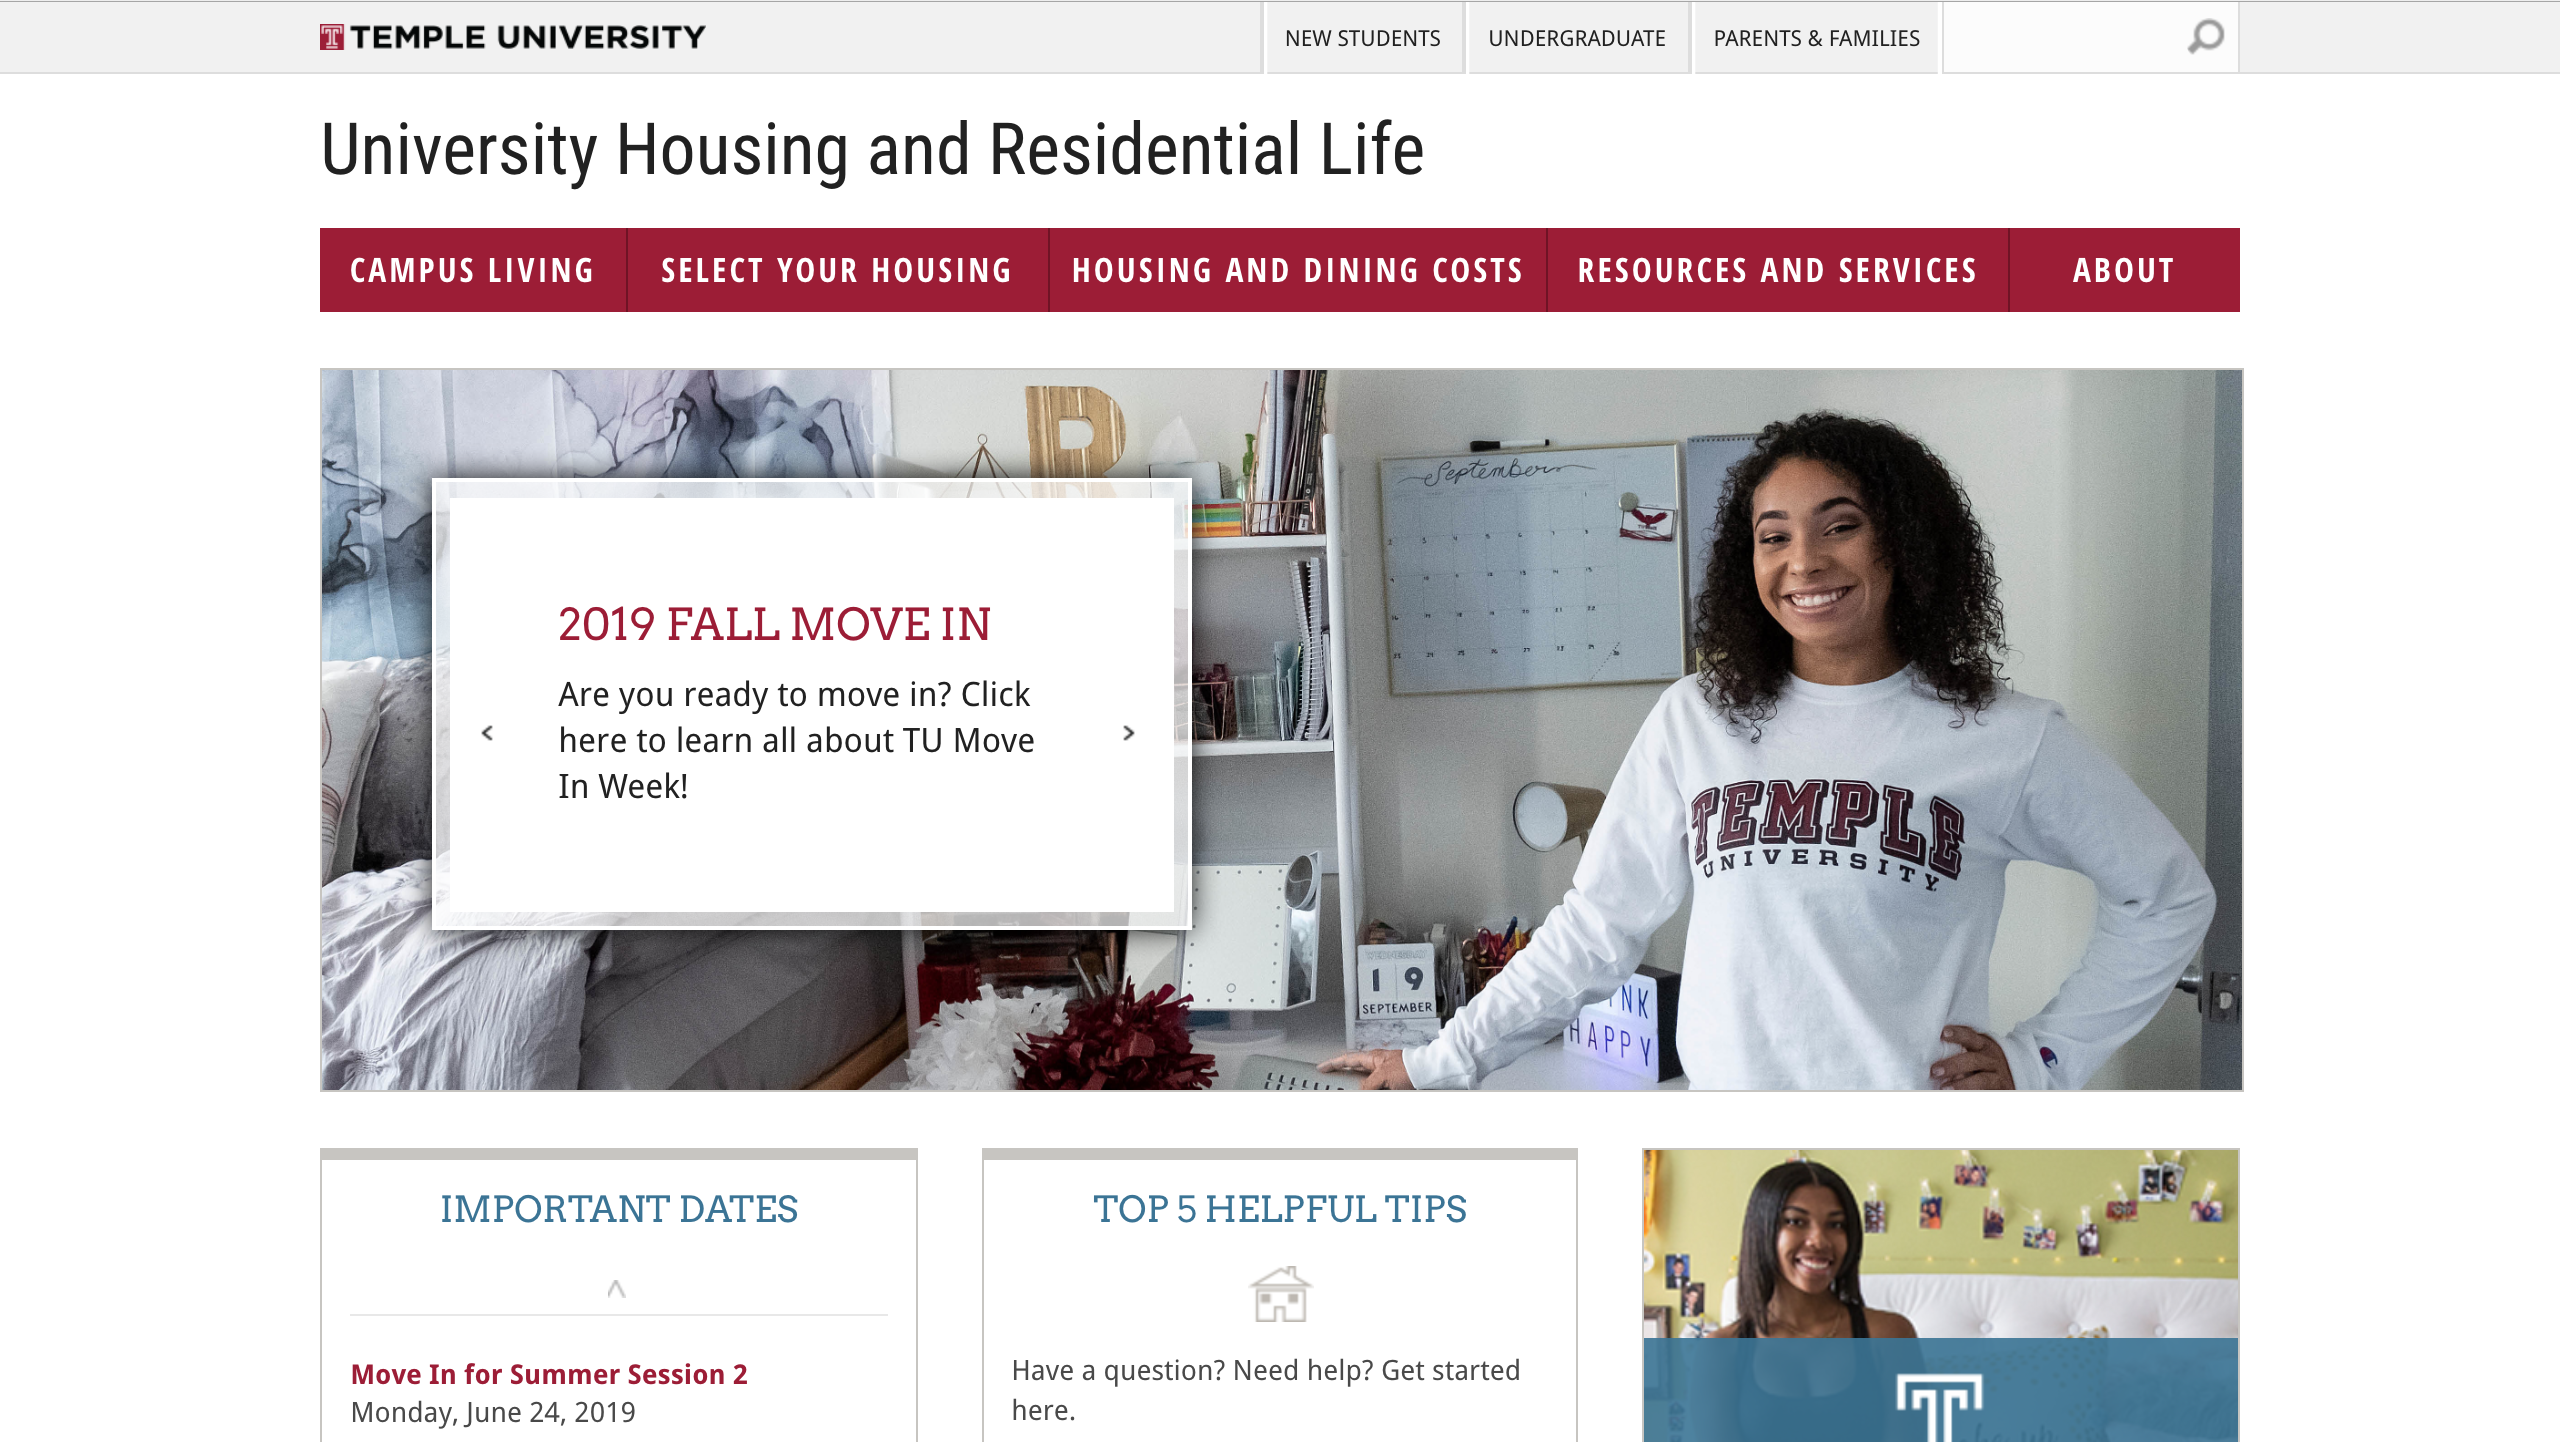 TEMPLE UNIVERSITY
NEW STUDENTS
UNDERGRADUATE
PARENTS & FAMILIES
University Housing and Residential Life
CAMPUS LIVING
SELECT YOUR HOUSING
HOUSING AND DINING COSTS
RESOURCES AND SERVICES
ABOUT
R
September
2019 FALL MOVE IN
Are you ready to move in? Click
here to learn all about TU Move
In Week!
TEMPLE
UNIVERSITY
WEDNESDAY
19
SEPTEMBER
HAPPY
IMPORTANT DATES
Move In for Summer Session 2
Monday, June 24, 2019
TOP 5 HELPFUL TIPS
Have a question? Need help? Get started
here.
T